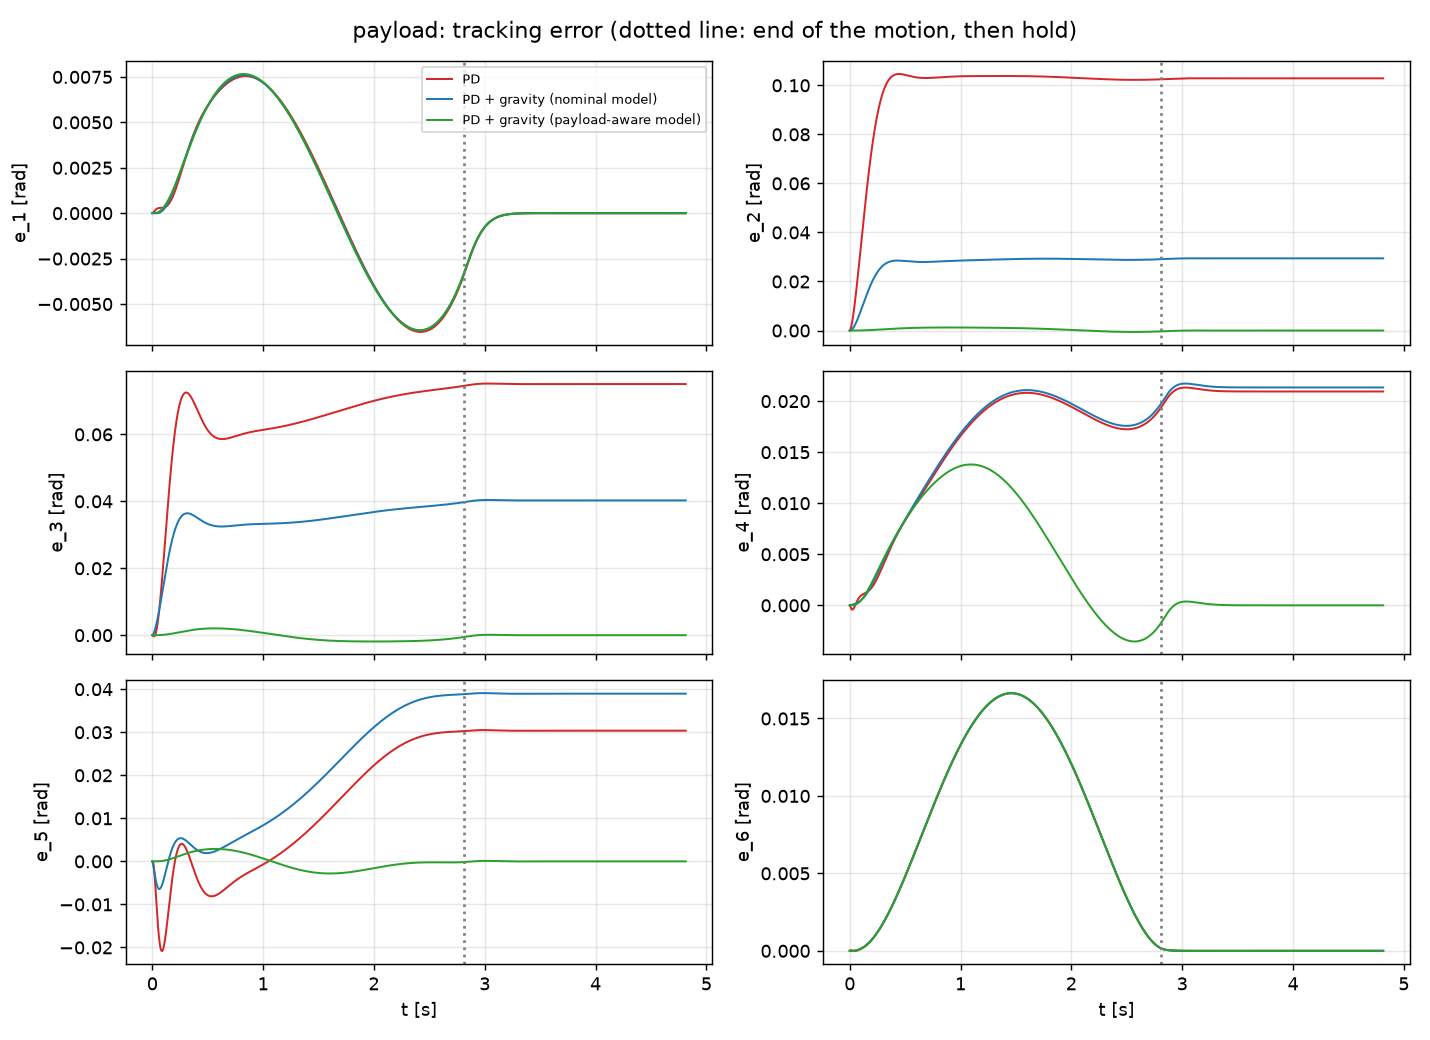 payload: tracking error (dotted line: end of the motion, then hold)
e_1 [rad]
0.0075
0.0050
0.0025
0.0000
−0.0025
−0.0050
PD
PD + gravity (nominal model)
PD + gravity (payload-aware model)
e_2 [rad]
0.10
0.08
0.06
0.04
0.02
0.00
e_3 [rad]
0.06
0.04
0.02
0.00
e_4 [rad]
0.020
0.015
0.010
0.005
0.000
e_5 [rad]
0.04
0.03
0.02
0.01
0.00
−0.01
−0.02
0 1 2 3 4 5
t [s]
e_6 [rad]
0.015
0.010
0.005
0.000
0 1 2 3 4 5
t [s]